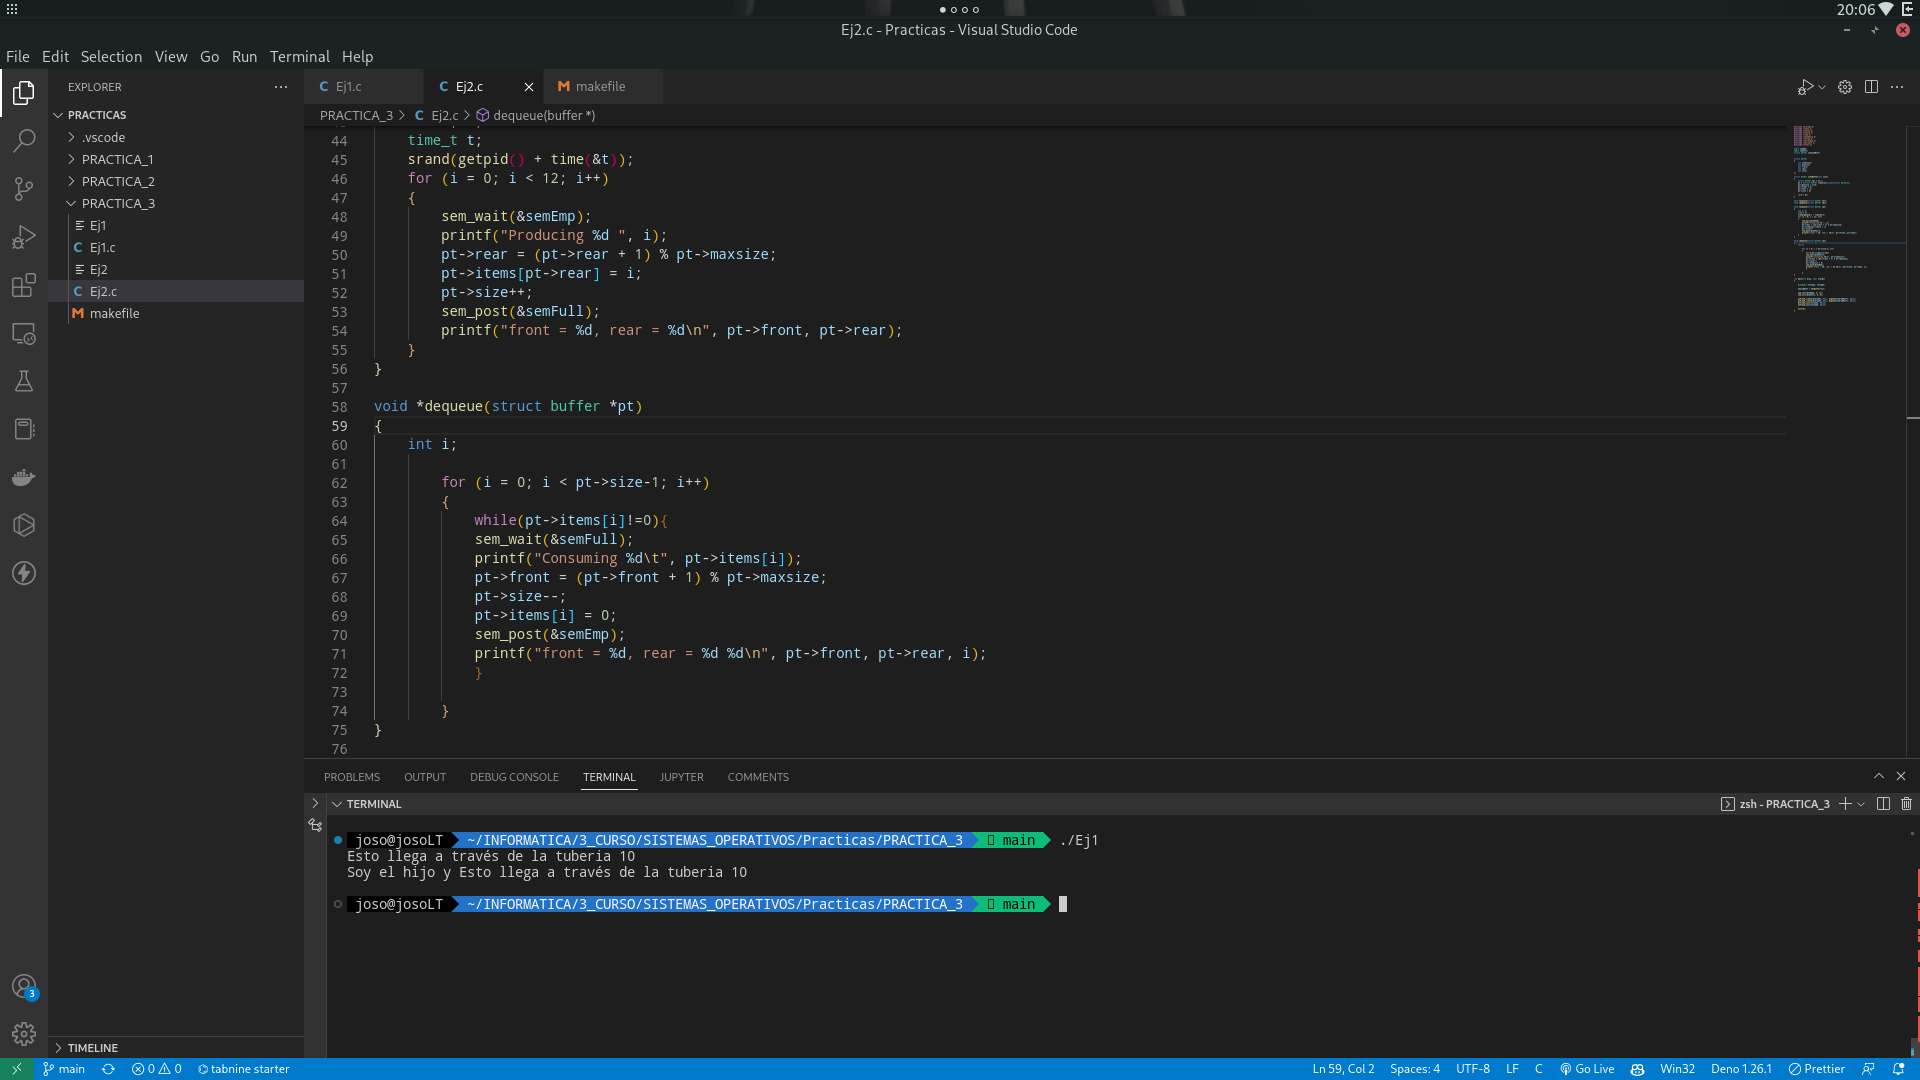 20:06
Ej2.c - Practicas - Visual Studio Code
File Edit Selection View Go Run Terminal Help
EXPLORER
PRACTICAS
.vscode
PRACTICA_1
PRACTICA_2
PRACTICA_3
Ej1
C Ej1.c
Ej2
C Ej2.c
M makefile
TIMELINE
C Ej1.c C Ej2.c M makefile
PRACTICA_3 > C Ej2.c > dequeue(buffer *)
44 time_t t;
45 srand(getpid() + time(&t));
46 for (i = 0; i < 12; i++)
47 {
48 sem_wait(&semEmp);
49 printf("Producing %d ", i);
50 pt->rear = (pt->rear + 1) % pt->maxsize;
51 pt->items[pt->rear] = i;
52 pt->size++;
53 sem_post(&semFull);
54 printf("front = %d, rear = %d\n", pt->front, pt->rear);
55 }
56 }
57
58 void *dequeue(struct buffer *pt)
59 {
60 int i;
61
62 for (i = 0; i < pt->size-1; i++)
63 {
64 while(pt->items[i]!=0){
65 sem_wait(&semFull);
66 printf("Consuming %d\t", pt->items[i]);
67 pt->front = (pt->front + 1) % pt->maxsize;
68 pt->size--;
69 pt->items[i] = 0;
70 sem_post(&semEmp);
71 printf("front = %d, rear = %d %d\n", pt->front, pt->rear, i);
72 }
73
74 }
75 }
76
PROBLEMS OUTPUT DEBUG CONSOLE TERMINAL JUPYTER COMMENTS
TERMINAL
zsh - PRACTICA_3
joso@josoLT ~/INFORMATICA/3_CURSO/SISTEMAS_OPERATIVOS/Practicas/PRACTICA_3 main ./Ej1
Esto llega a través de la tuberia 10
Soy el hijo y Esto llega a través de la tuberia 10
joso@josoLT ~/INFORMATICA/3_CURSO/SISTEMAS_OPERATIVOS/Practicas/PRACTICA_3 main
3
main 0 0 tabnine starter Ln 59, Col 2 Spaces: 4 UTF-8 LF C Go Live Win32 Deno 1.26.1 Prettier